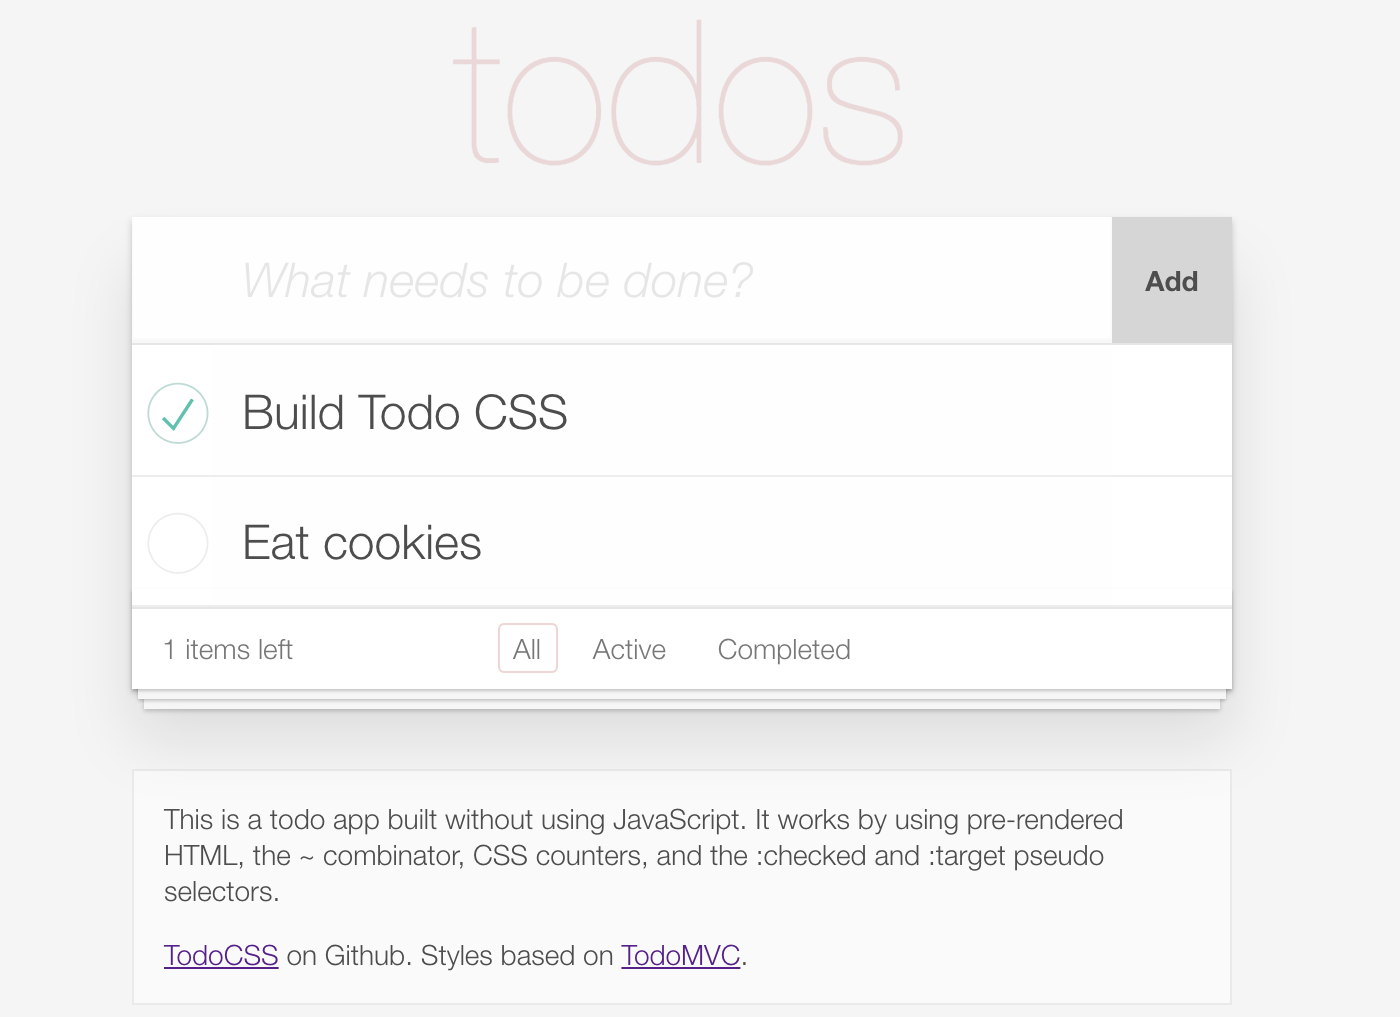 todos
What needs to be done?
Add
Build Todo CSS
Eat cookies
1 items left
All
Active
Completed
This is a todo app built without using JavaScript. It works by using pre-rendered
HTML, the ~ combinator, CSS counters, and the :checked and :target pseudo
selectors.
TodoCSS on Github. Styles based on TodoMVC.